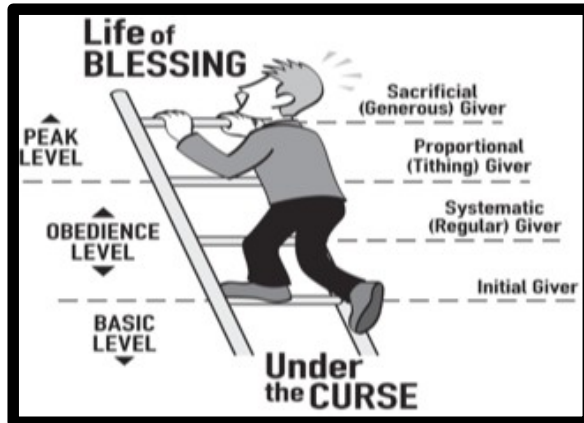 Life of
BLESSING
Sacrificial
(Generous) Giver
PEAK
LEVEL
Proportional
(Tithing) Giver
Systematic
(Regular) Giver
OBEDIENCE
LEVEL
Initial Giver
BASIC
LEVEL
Under
the CURSE